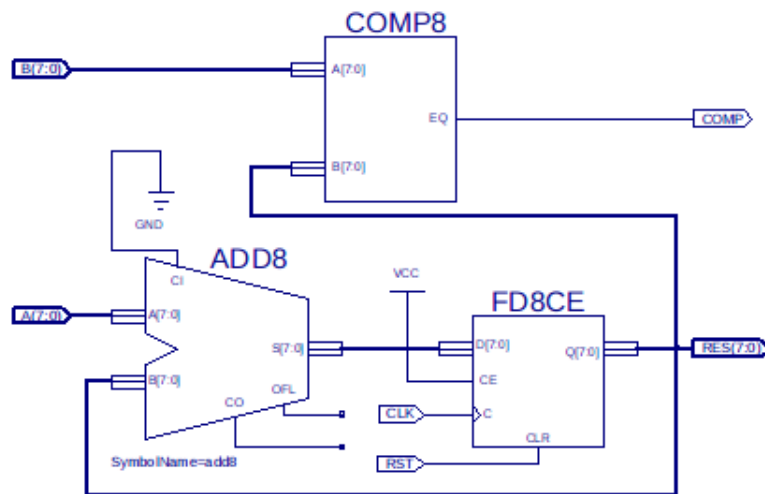 COMP8
B(7:0)
A[7:0]
EQ
COMP
B[7:0]
GND
ADD8
CI
VCC
FD8CE
A(7:0)
A[7:0]
S[7:0]
D[7:0]
Q[7:0]
RES(7:0)
B[7:0]
CE
OFL
CO
CLK
C
CLR
SymbolName=add8
RST